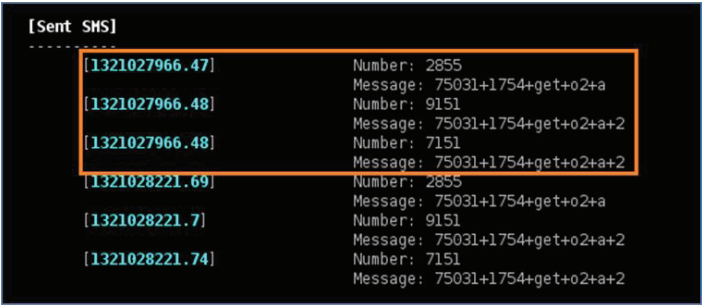 [Sent SMS]
----------
[1321027966.47] Number: 2855
Message: 75031+1754+get+o2+a
[1321027966.48] Number: 9151
Message: 75031+1754+get+o2+a+2
[1321027966.48] Number: 7151
Message: 75031+1754+get+o2+a+2
[1321028221.69] Number: 2855
Message: 75031+1754+get+o2+a
[1321028221.7] Number: 9151
Message: 75031+1754+get+o2+a+2
[1321028221.74] Number: 7151
Message: 75031+1754+get+o2+a+2